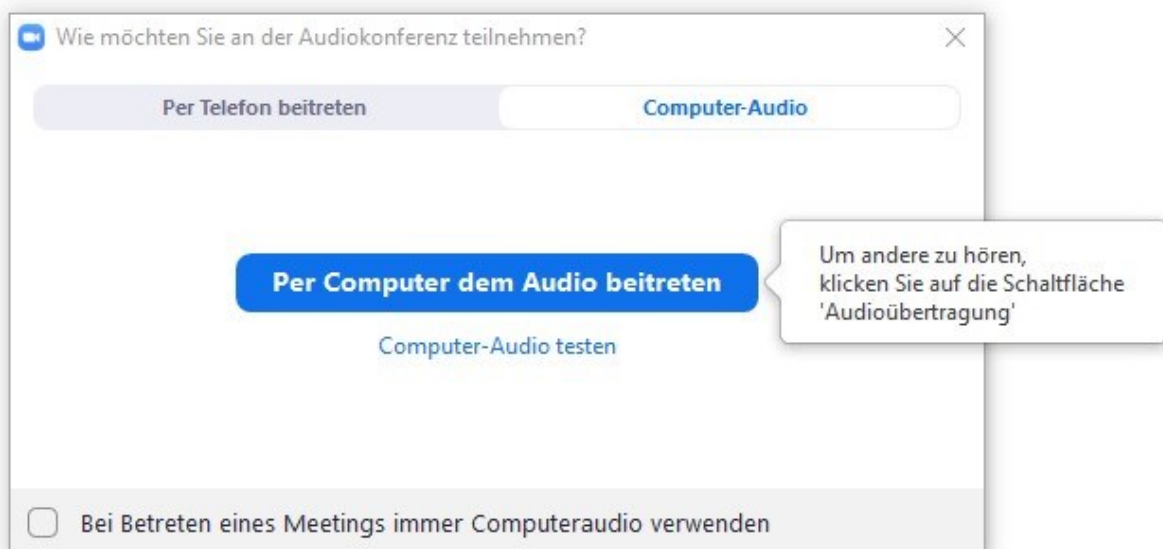 Wie möchten Sie an der Audiokonferenz teilnehmen?
Per Telefon beitreten
Computer-Audio
Per Computer dem Audio beitreten
Um andere zu hören,
klicken Sie auf die Schaltfläche
'Audioübertragung'
Computer-Audio testen
Bei Betreten eines Meetings immer Computeraudio verwenden